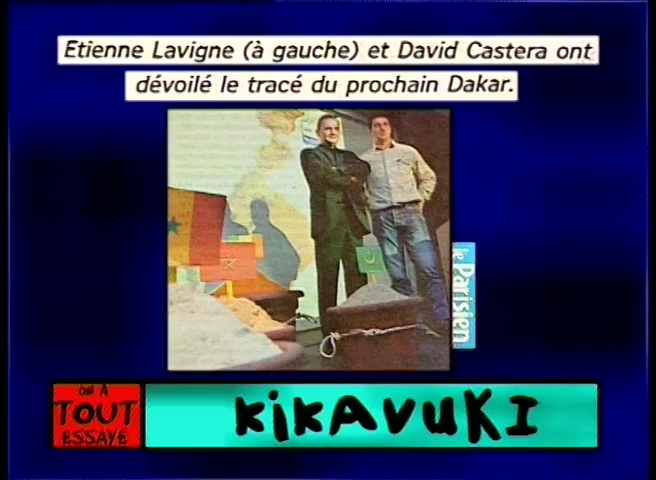 Etienne Lavigne (à gauche) et David Castera ont
dévoilé le tracé du prochain Dakar.
le Parisien
ON A
TOUT
ESSAYÉ
KiKAVUKI